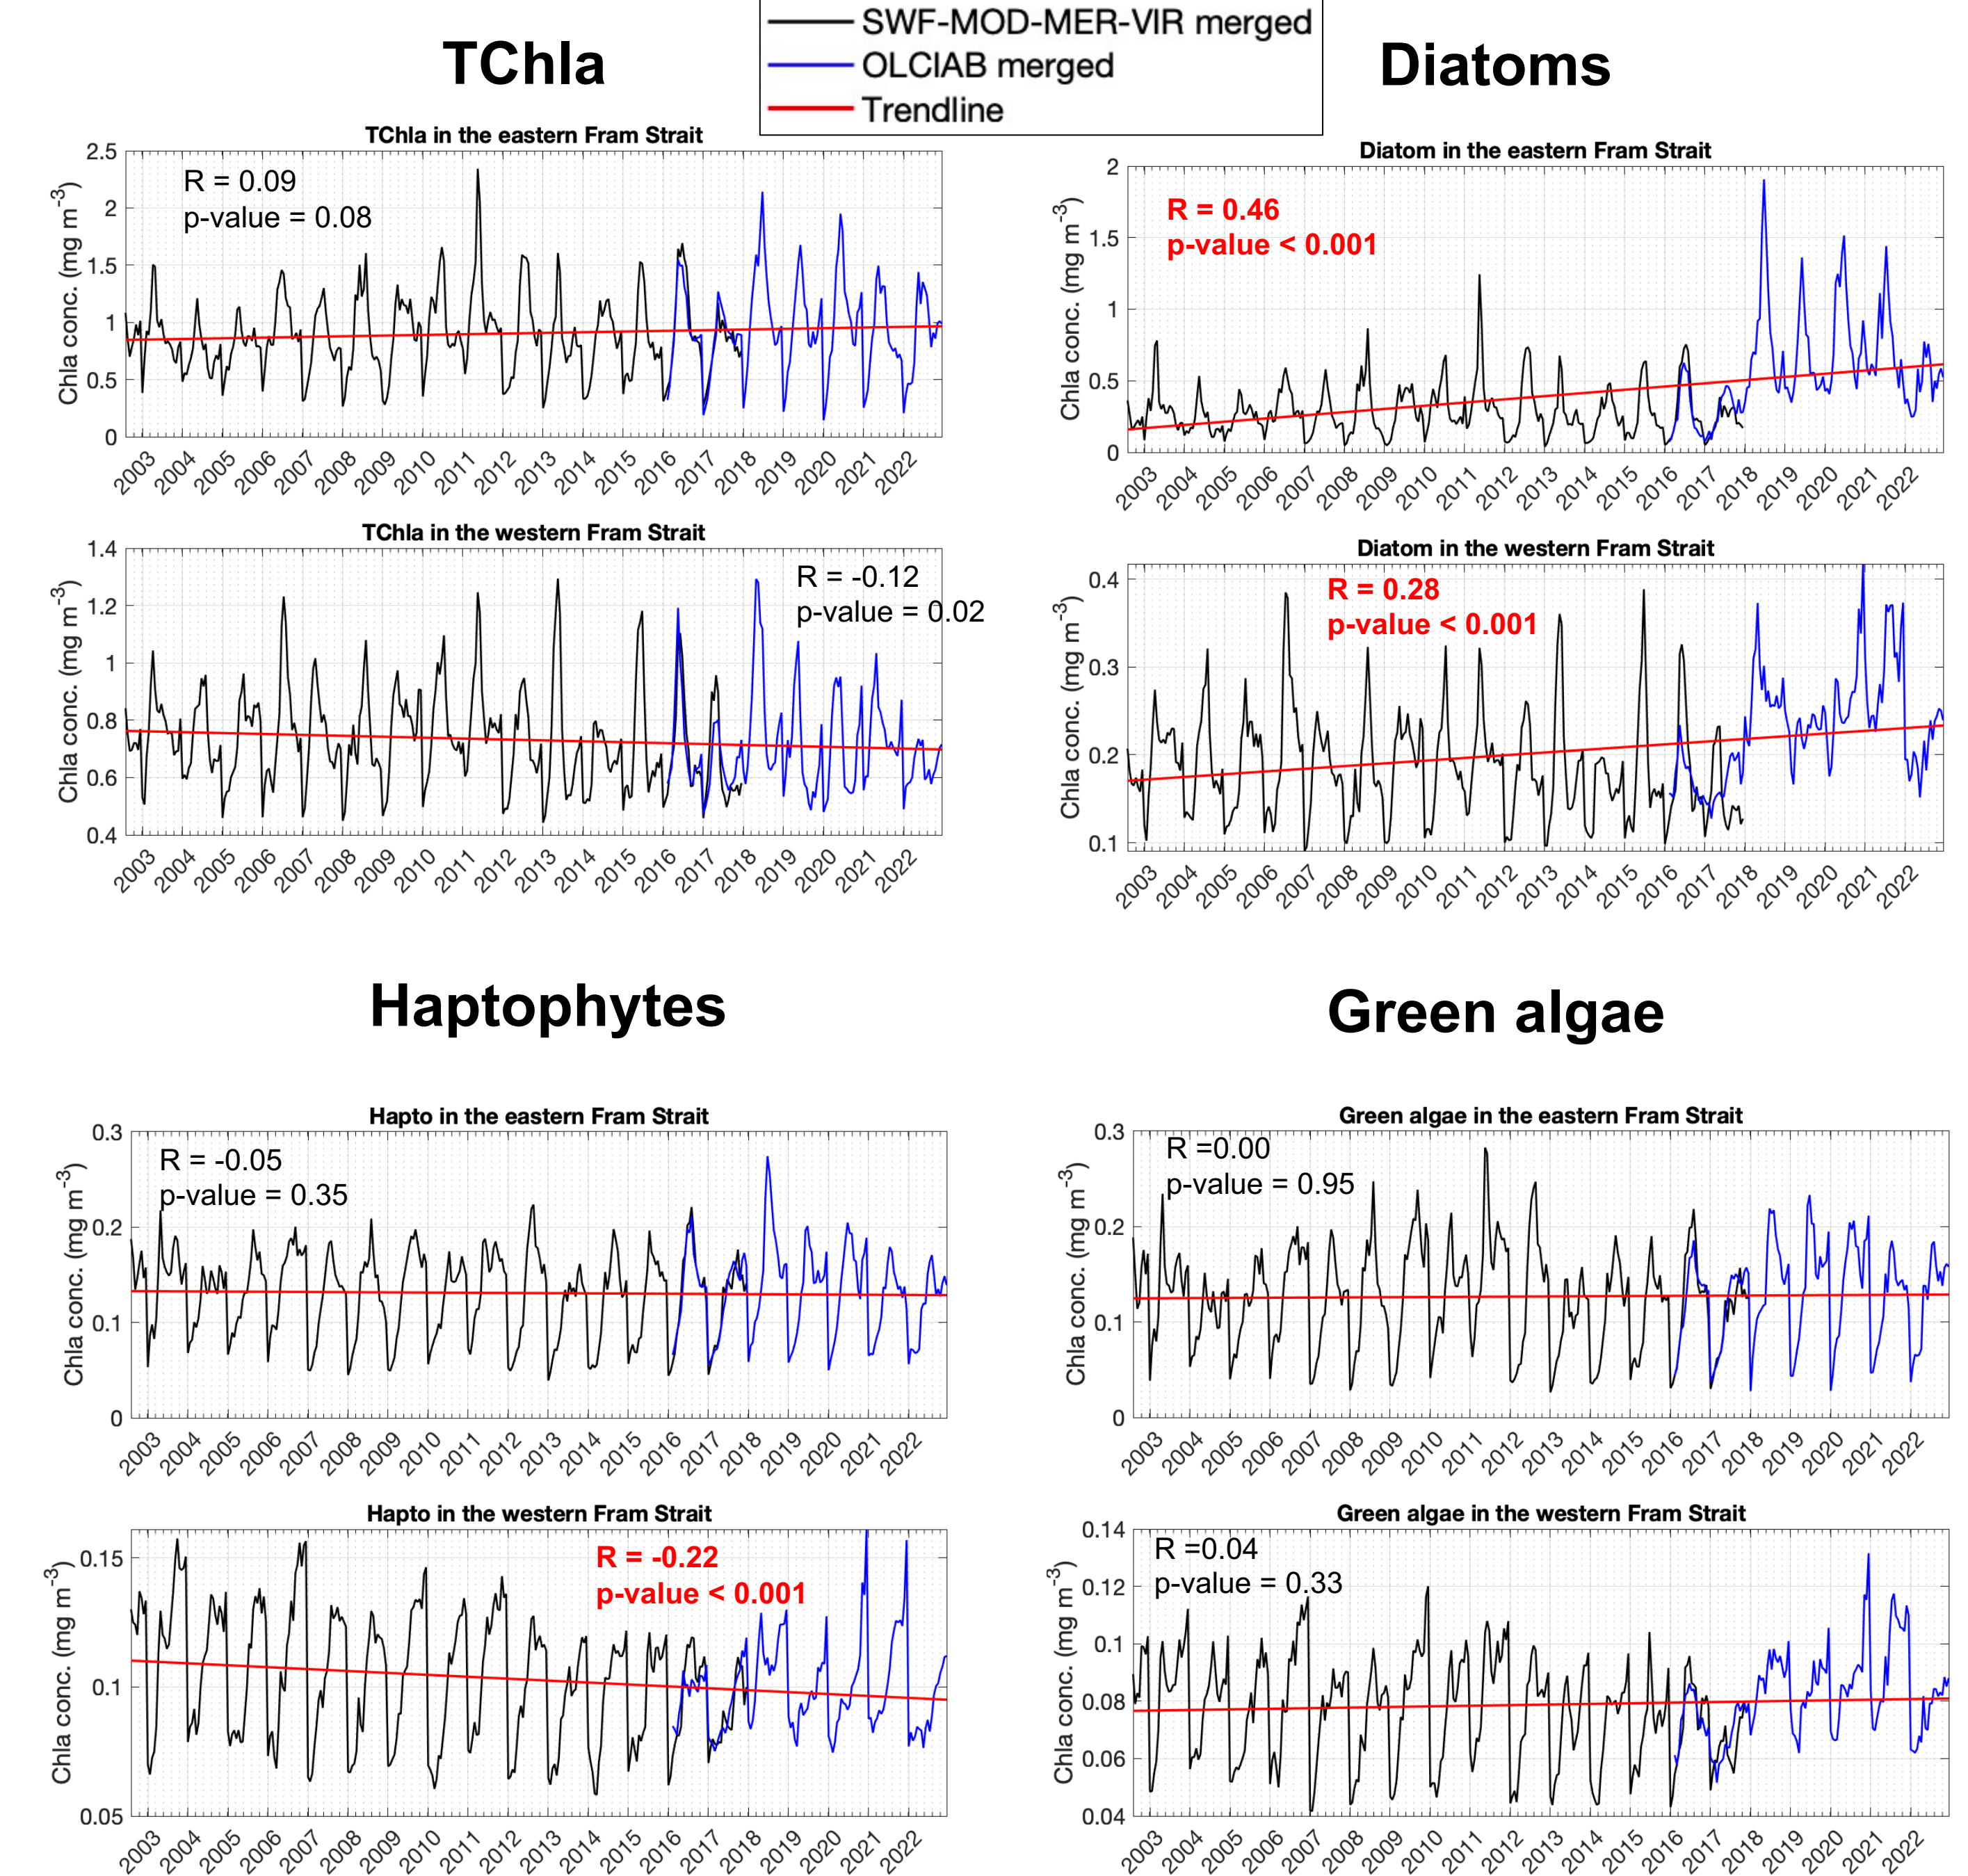 SWF-MOD-MER-VIR merged
OLCIAB merged
Trendline
TChla
Diatoms
TChla in the eastern Fram Strait
R = 0.09
p-value = 0.08
Chla conc. (mg m⁻³)
2.5
2
1.5
1
0.5
0
2003 2004 2005 2006 2007 2008 2009 2010 2011 2012 2013 2014 2015 2016 2017 2018 2019 2020 2021 2022
Diatom in the eastern Fram Strait
R = 0.46
p-value < 0.001
Chla conc. (mg m⁻³)
2
1.5
1
0.5
0
2003 2004 2005 2006 2007 2008 2009 2010 2011 2012 2013 2014 2015 2016 2017 2018 2019 2020 2021 2022
TChla in the western Fram Strait
R = -0.12
p-value = 0.02
Chla conc. (mg m⁻³)
1.4
1.2
1
0.8
0.6
0.4
2003 2004 2005 2006 2007 2008 2009 2010 2011 2012 2013 2014 2015 2016 2017 2018 2019 2020 2021 2022
Diatom in the western Fram Strait
R = 0.28
p-value < 0.001
Chla conc. (mg m⁻³)
0.4
0.3
0.2
0.1
2003 2004 2005 2006 2007 2008 2009 2010 2011 2012 2013 2014 2015 2016 2017 2018 2019 2020 2021 2022
Haptophytes
Green algae
Hapto in the eastern Fram Strait
R = -0.05
p-value = 0.35
Chla conc. (mg m⁻³)
0.3
0.2
0.1
0
2003 2004 2005 2006 2007 2008 2009 2010 2011 2012 2013 2014 2015 2016 2017 2018 2019 2020 2021 2022
Green algae in the eastern Fram Strait
R =0.00
p-value = 0.95
Chla conc. (mg m⁻³)
0.3
0.2
0.1
0
2003 2004 2005 2006 2007 2008 2009 2010 2011 2012 2013 2014 2015 2016 2017 2018 2019 2020 2021 2022
Hapto in the western Fram Strait
R = -0.22
p-value < 0.001
Chla conc. (mg m⁻³)
0.15
0.1
0.05
2003 2004 2005 2006 2007 2008 2009 2010 2011 2012 2013 2014 2015 2016 2017 2018 2019 2020 2021 2022
Green algae in the western Fram Strait
R =0.04
p-value = 0.33
Chla conc. (mg m⁻³)
0.14
0.12
0.1
0.08
0.06
0.04
2003 2004 2005 2006 2007 2008 2009 2010 2011 2012 2013 2014 2015 2016 2017 2018 2019 2020 2021 2022